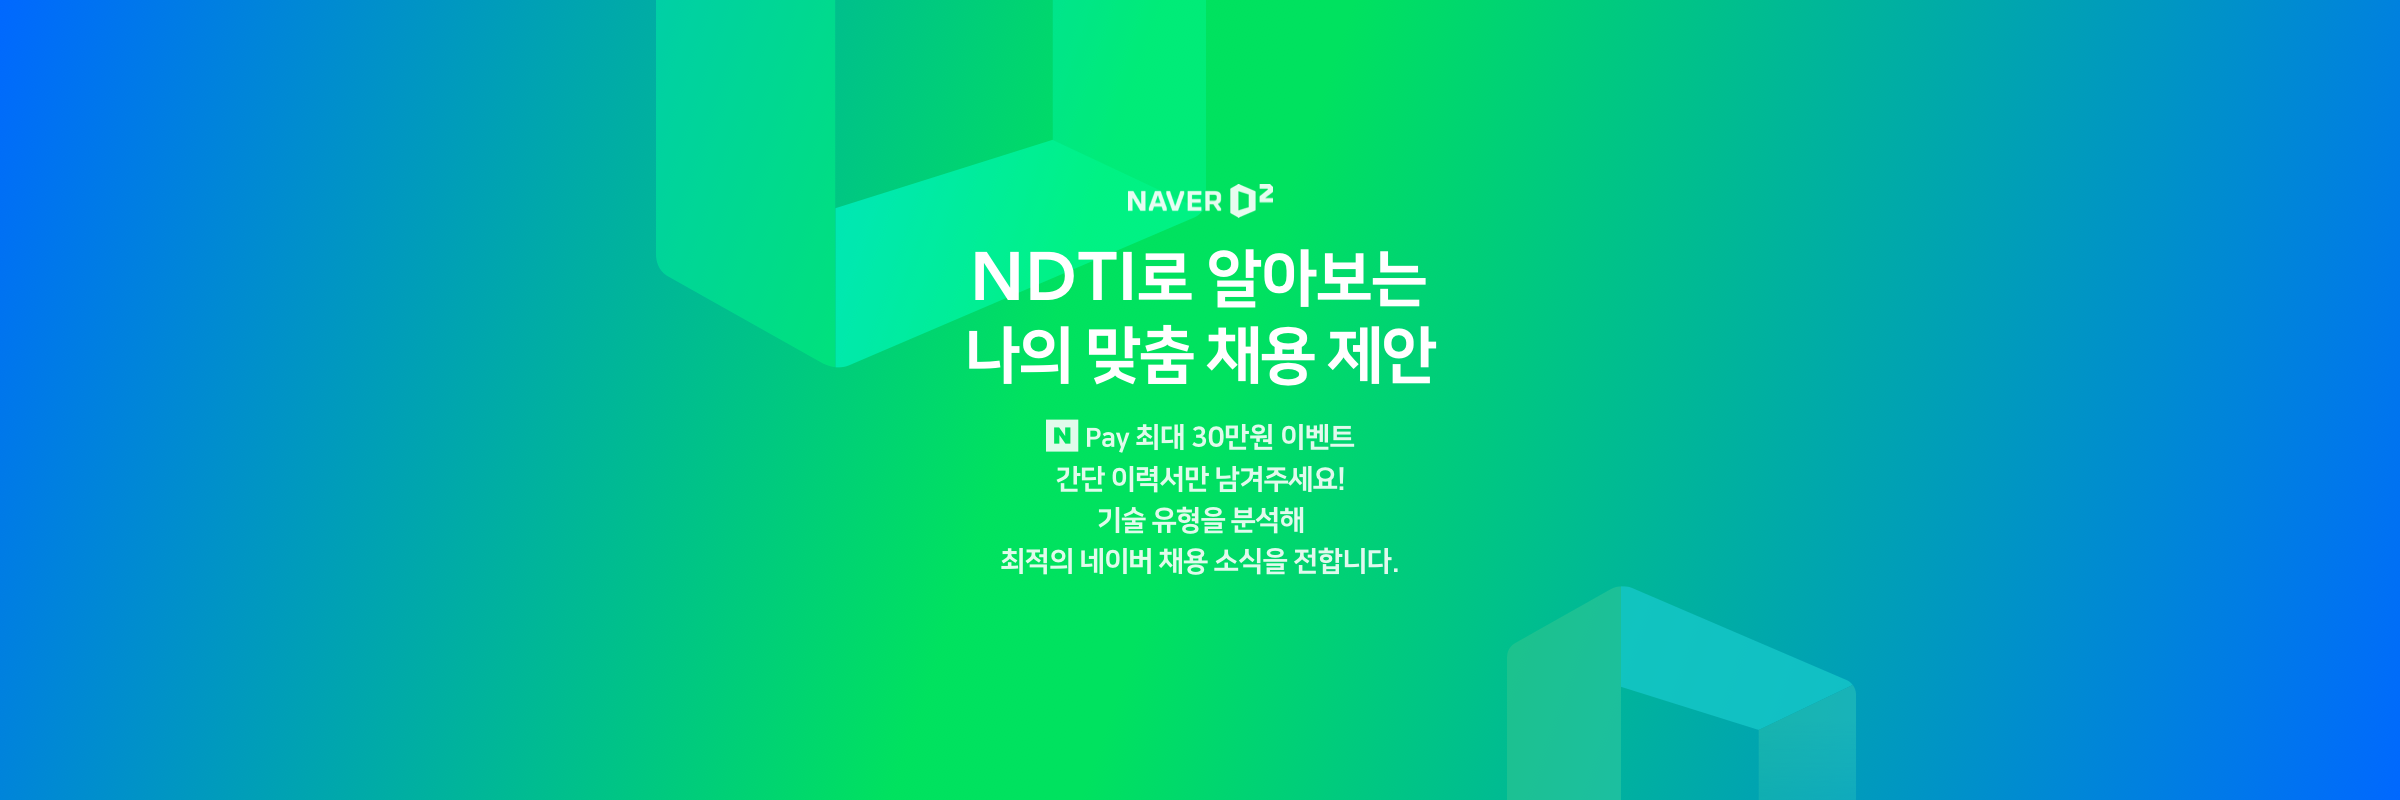 NAVER D2
NDTI로 알아보는
나의 맞춤 채용 제안
N Pay 최대 30만원 이벤트
간단 이력서만 남겨주세요!
기술 유형을 분석해
최적의 네이버 채용 소식을 전합니다.